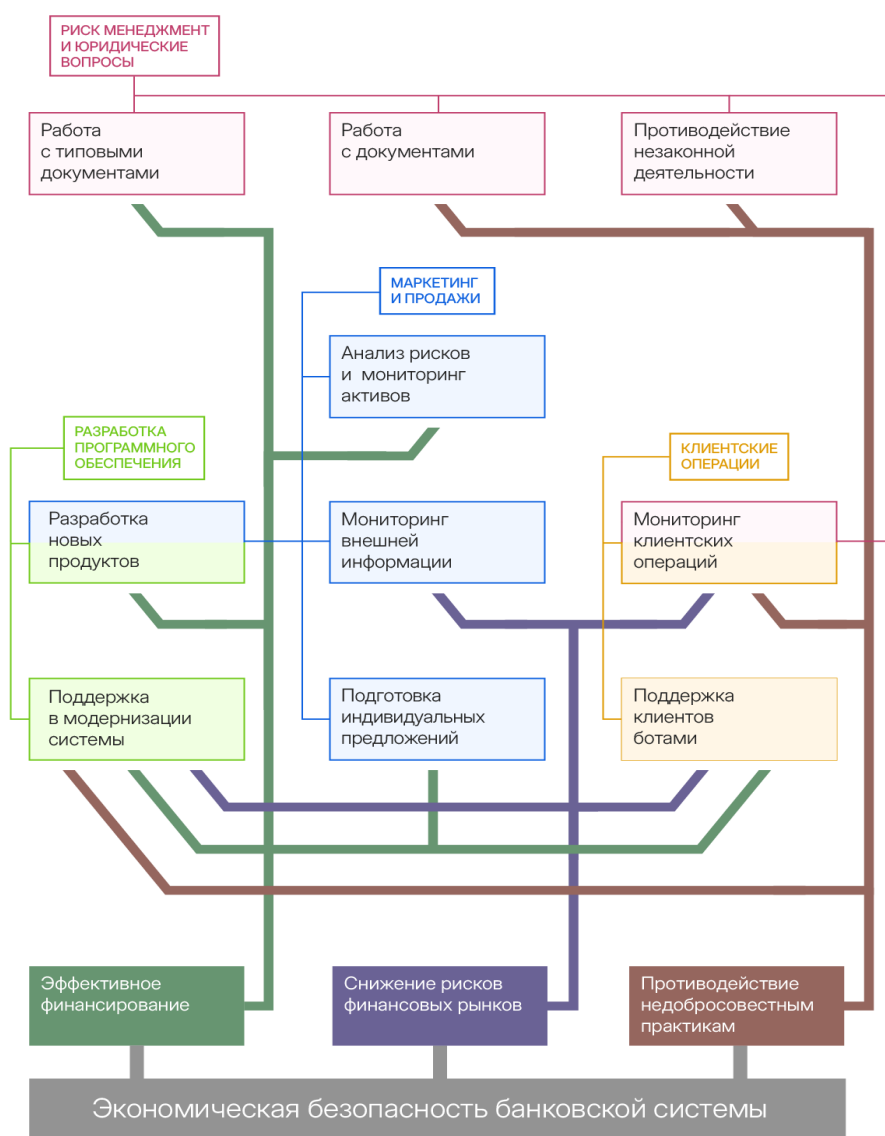 РИСК МЕНЕДЖМЕНТ
И ЮРИДИЧЕСКИЕ
ВОПРОСЫ
Работа
с типовыми
документами
Работа
с документами
Противодействие
незаконной
деятельности
МАРКЕТИНГ
И ПРОДАЖИ
Анализ рисков
и мониторинг
активов
РАЗРАБОТКА
ПРОГРАММНОГО
ОБЕСПЕЧЕНИЯ
КЛИЕНТСКИЕ
ОПЕРАЦИИ
Разработка
новых
продуктов
Мониторинг
внешней
информации
Мониторинг
клиентских
операций
Поддержка
в модернизации
системы
Подготовка
индивидуальных
предложений
Поддержка
клиентов
ботами
Эффективное
финансирование
Снижение рисков
финансовых рынков
Противодействие
недобросовестным
практикам
Экономическая безопасность банковской системы